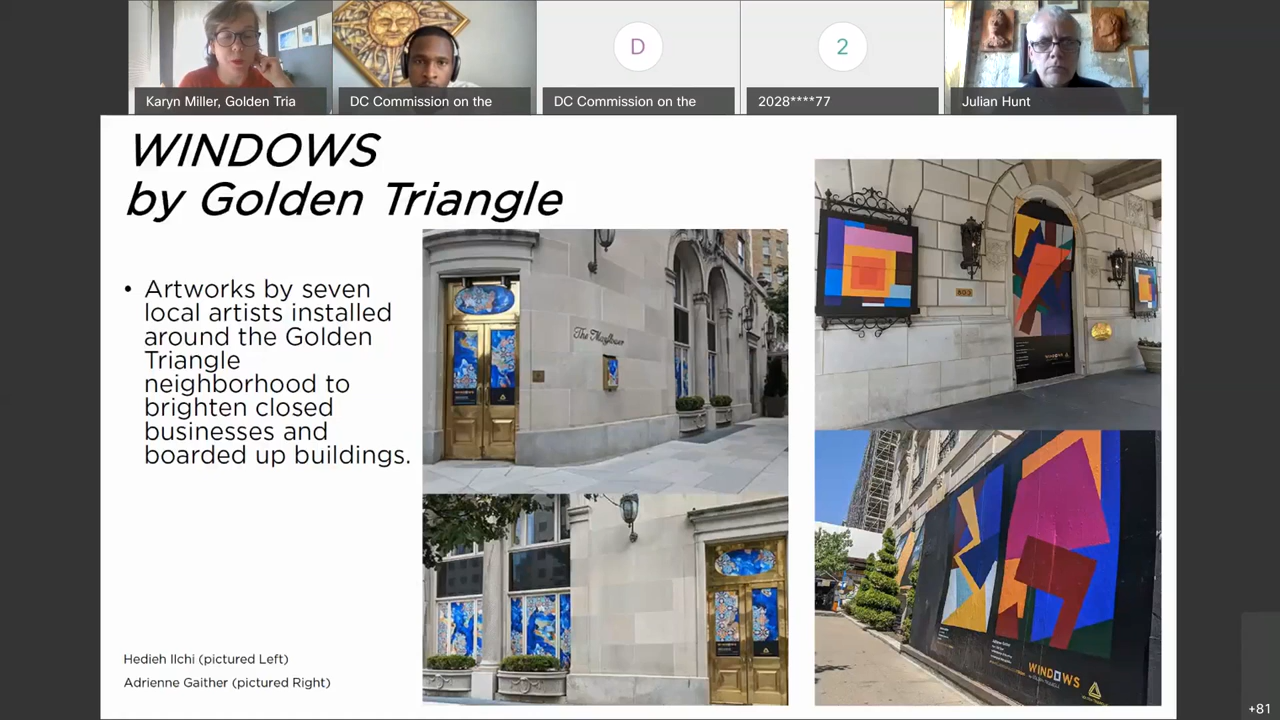 D
2
Karyn Miller, Golden Tria
DC Commission on the
DC Commission on the
2028****77
Julian Hunt
WINDOWS
by Golden Triangle
• Artworks by seven
local artists installed
around the Golden
Triangle
neighborhood to
brighten closed
businesses and
boarded up buildings.
The Mayflower
WINDOWS
Hedieh Ilchi (pictured Left)
Adrienne Gaither (pictured Right)
+81